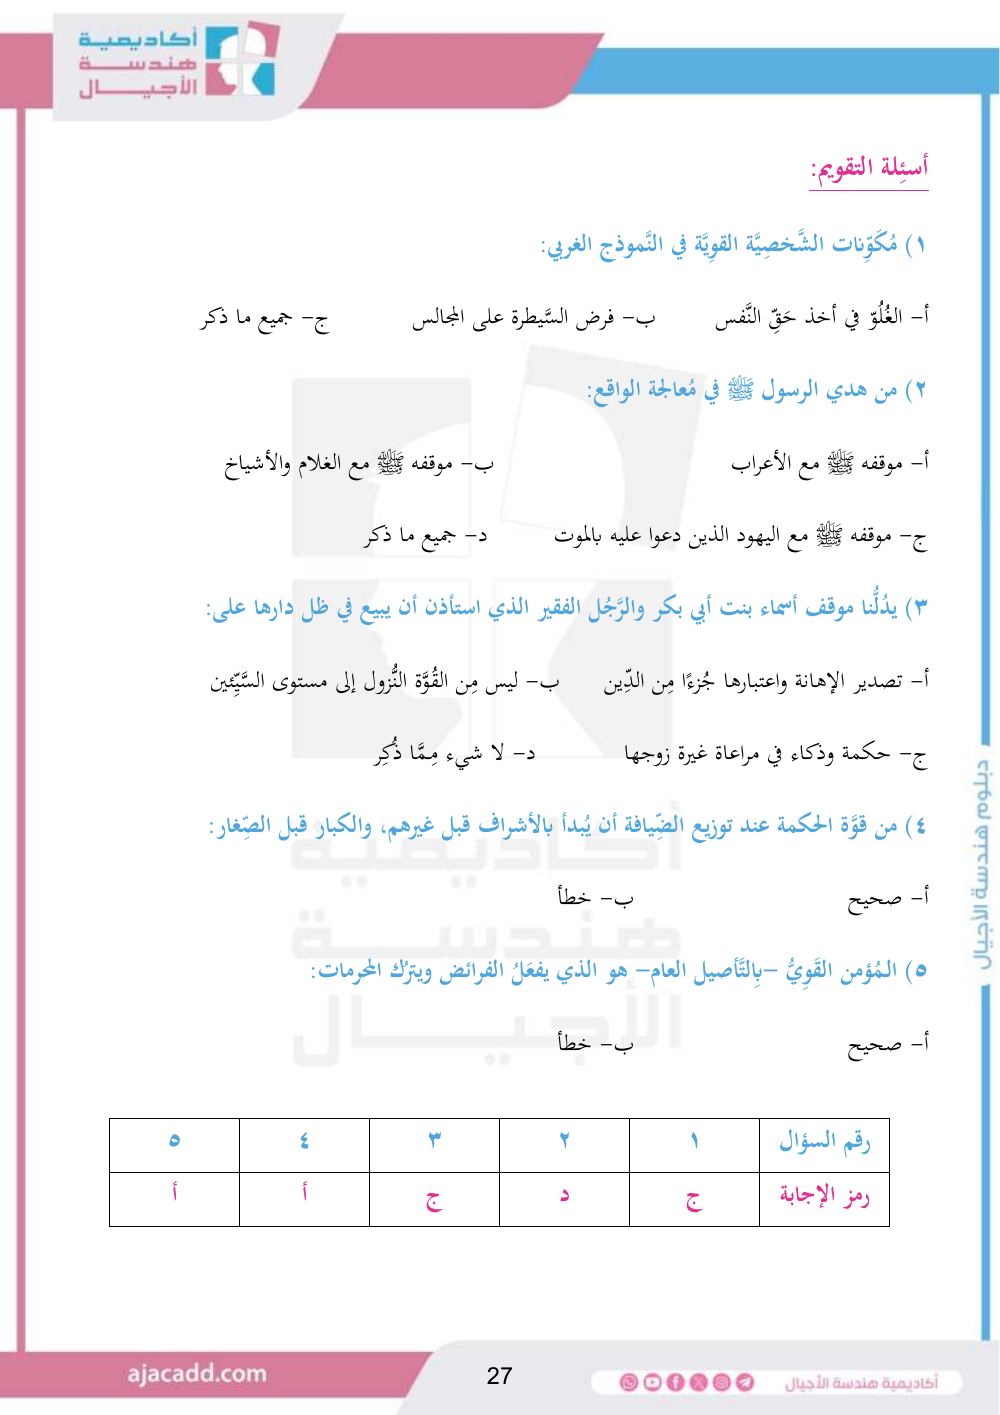 أكاديمية
هندسة
الأجيال
أسئِلة التقويم:
١) مُكَوِّنات الشَّخصِيَّة القوِيَّة في النَّموذج الغربي:
أ- الغُلُوّ في أخذ حَقِّ النَّفس ب- فرض السَّيطرة على المجالس ج- جميع ما ذكر
٢) من هدي الرسول ﷺ في مُعالجة الواقع:
أ- موقفه ﷺ مع الأعراب ب- موقفه ﷺ مع الغلام والأشياخ
ج- موقفه ﷺ مع اليهود الذين دعوا عليه بالموت د- جميع ما ذكر
٣) يدُلُّنا موقف أسماء بنت أبي بكر والرَّجُل الفقير الذي استأذن أن يبيع في ظل دارها على:
أ- تصدير الإهانة واعتبارها جُزءًا مِن الدِّين ب- ليس مِن القُوَّة النُّزول إلى مستوى السَّيِّئين
ج- حكمة وذكاء في مراعاة غيرة زوجها د- لا شيء مِمَّا ذُكِر
٤) من قوَّة الحكمة عند توزيع الضِّيافة أن يُبدأ بالأشراف قبل غيرهم، والكبار قبل الصِّغار:
أ- صحيح ب- خطأ
٥) المُؤمن القَوِيُّ -بِالتَّأصيل العام- هو الذي يفعَلُ الفرائض ويترُك المحرمات:
أ- صحيح ب- خطأ
رقم السؤال ١ ٢ ٣ ٤ ٥
رمز الإجابة ج د ج أ أ
دبلوم هندسة الأجيال
أكاديمية
هندسة
الأجيال
أكاديمية هندسة الأجيال
27
ajacadd.com